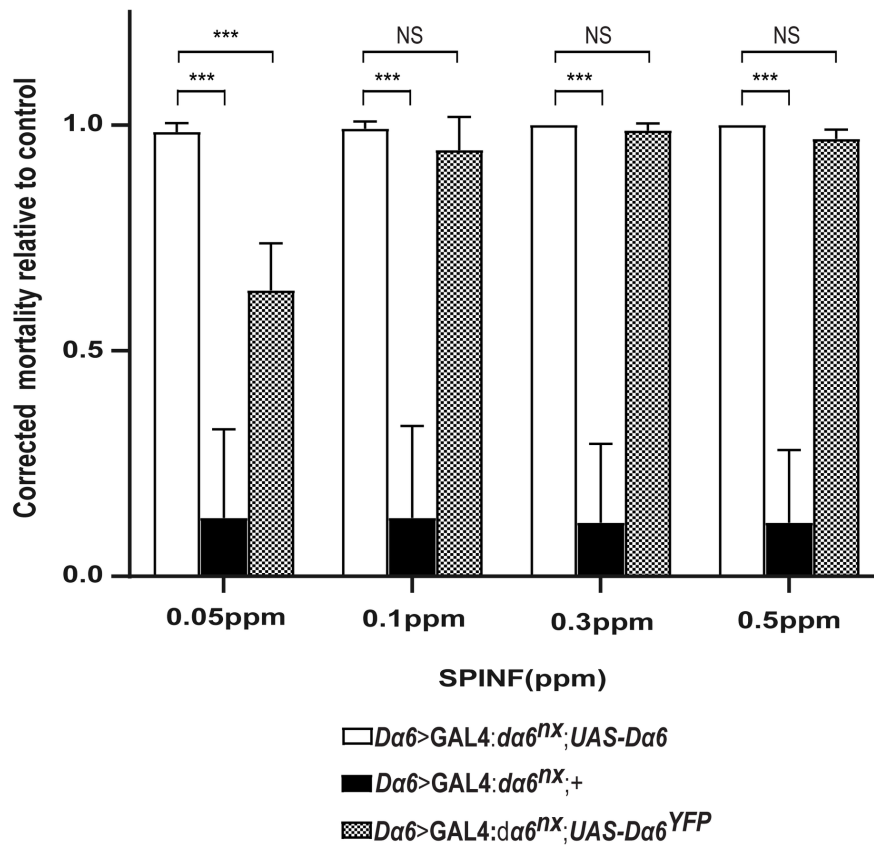 *** NS NS NS
*** *** *** ***
Corrected mortality relative to control
1.0
0.5
0.0
0.05ppm 0.1ppm 0.3ppm 0.5ppm
SPINF(ppm)
Dα6>GAL4:dα6nx;UAS-Dα6
Dα6>GAL4:dα6nx;+
Dα6>GAL4:dα6nx;UAS-Dα6YFP